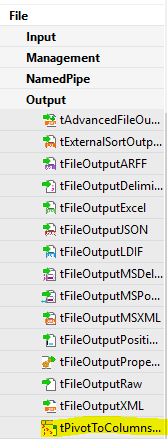 File
Input
Management
NamedPipe
Output
tAdvancedFileOu...
tExternalSortOutp...
tFileOutputARFF
tFileOutputDelimi...
tFileOutputExcel
tFileOutputJSON
tFileOutputLDIF
tFileOutputMSDel...
tFileOutputMSPo...
tFileOutputMSXML
tFileOutputPositi...
tFileOutputPrope...
tFileOutputRaw
tFileOutputXML
tPivotToColumns...